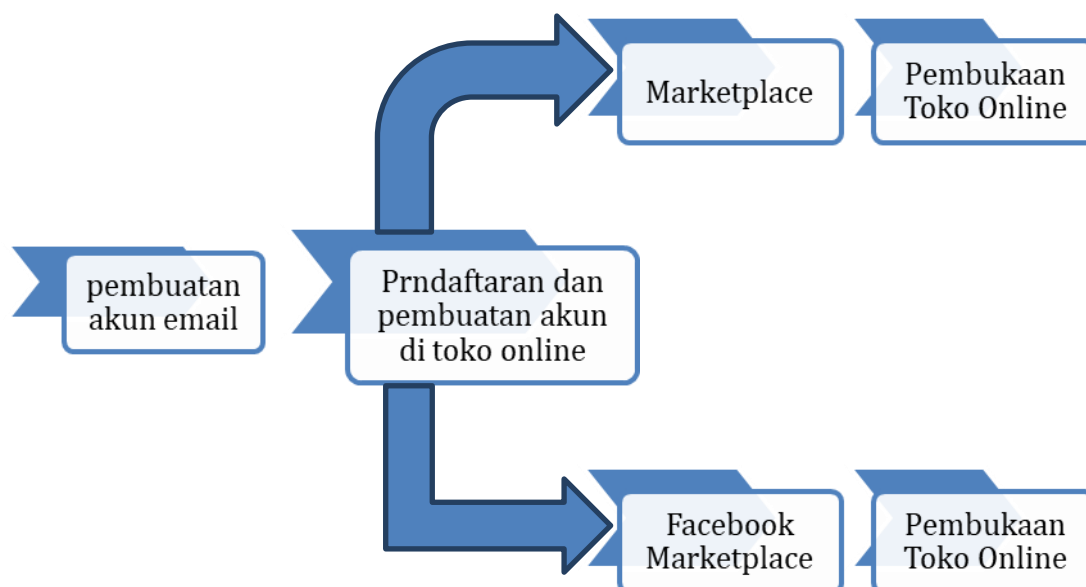 Marketplace
Pembukaan
Toko Online
pembuatan
akun email
Prndaftaran dan
pembuatan akun
di toko online
Facebook
Marketplace
Pembukaan
Toko Online